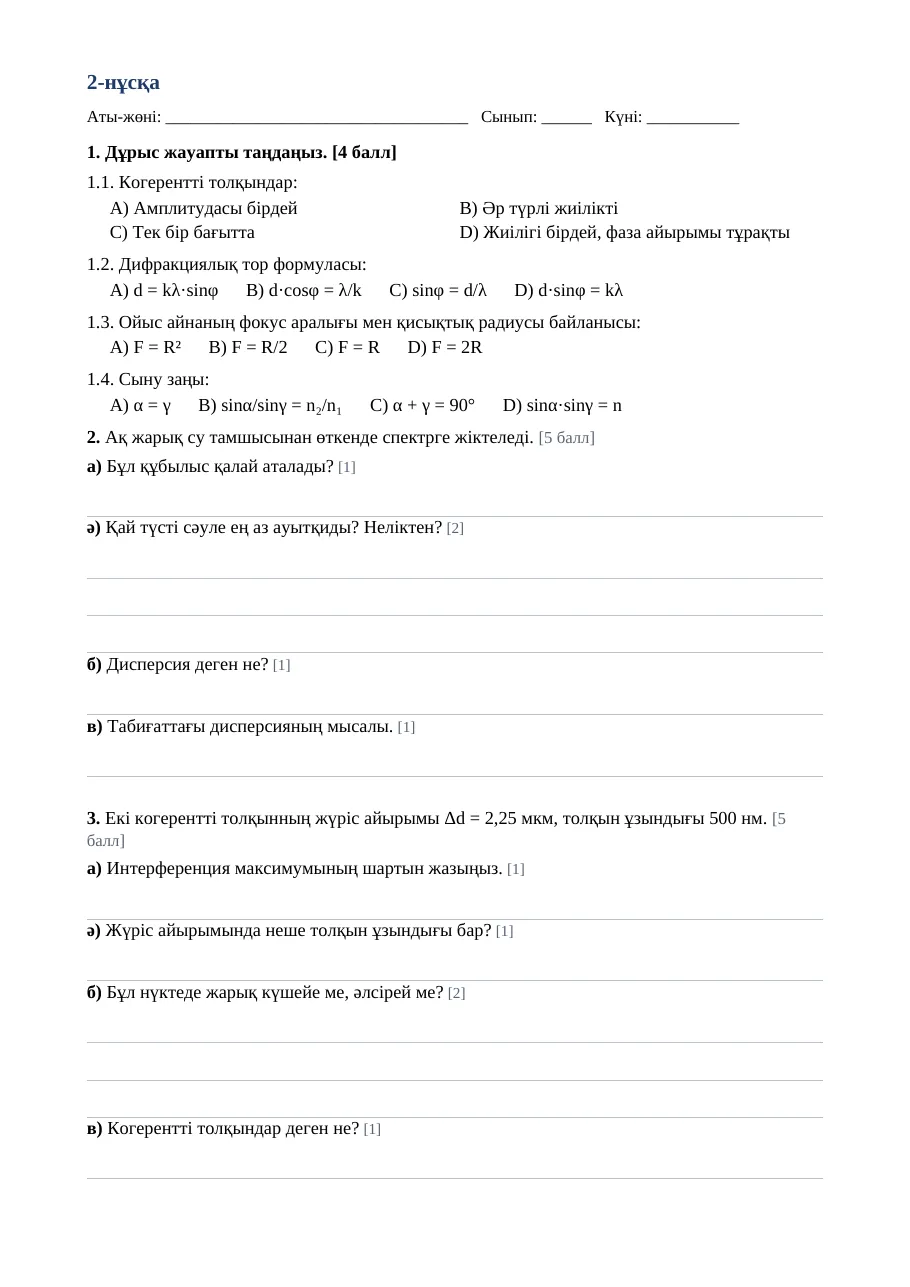 2-нұсқа
Аты-жөні: ____________________________________ Сынып: ______ Күні: ___________
1. Дұрыс жауапты таңдаңыз. [4 балл]
1.1. Когерентті толқындар:
A) Амплитудасы бірдей B) Әр түрлі жиілікті
C) Тек бір бағытта D) Жиілігі бірдей, фаза айырымы тұрақты
1.2. Дифракциялық тор формуласы:
A) d = kλ·sinφ B) d·cosφ = λ/k C) sinφ = d/λ D) d·sinφ = kλ
1.3. Ойыс айнаның фокус аралығы мен қисықтық радиусы байланысы:
A) F = R² B) F = R/2 C) F = R D) F = 2R
1.4. Сыну заңы:
A) α = γ B) sinα/sinγ = n₂/n₁ C) α + γ = 90° D) sinα·sinγ = n
2. Ақ жарық су тамшысынан өткенде спектрге жіктеледі. [5 балл]
а) Бұл құбылыс қалай аталады? [1]
ә) Қай түсті сәуле ең аз ауытқиды? Неліктен? [2]
б) Дисперсия деген не? [1]
в) Табиғаттағы дисперсияның мысалы. [1]
3. Екі когерентті толқынның жүріс айырымы Δd = 2,25 мкм, толқын ұзындығы 500 нм. [5
балл]
а) Интерференция максимумының шартын жазыңыз. [1]
ә) Жүріс айырымында неше толқын ұзындығы бар? [1]
б) Бұл нүктеде жарық күшейе ме, әлсірей ме? [2]
в) Когерентті толқындар деген не? [1]